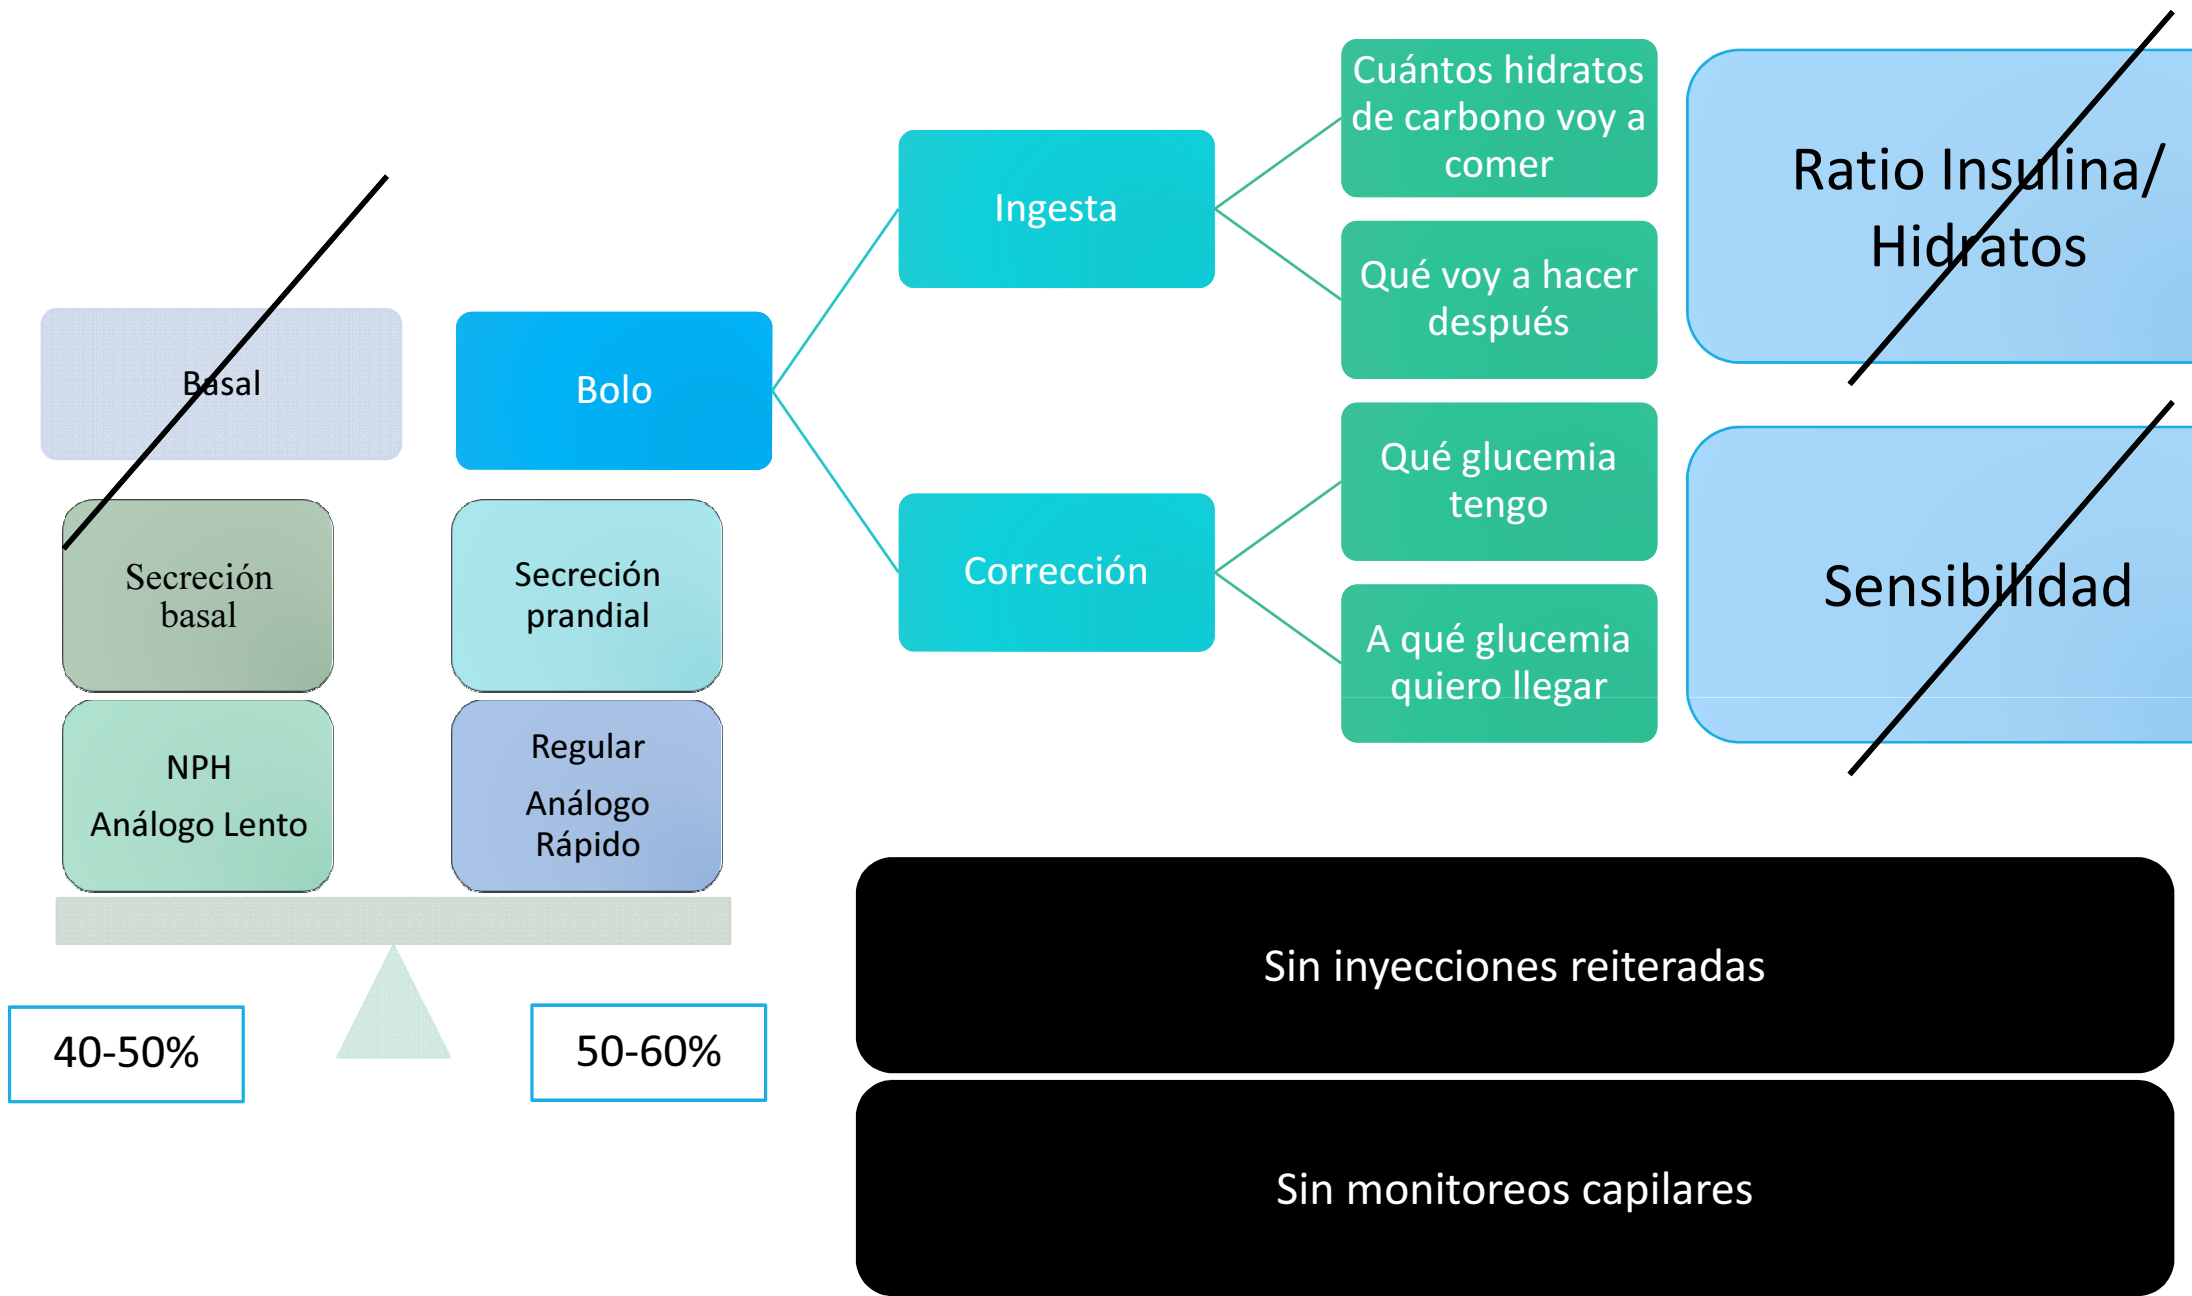 Basal
Secreción
basal
NPH
Análogo Lento
40-50%
Bolo
Secreción
prandial
Regular
Análogo
Rápido
50-60%
Ingesta
Corrección
Cuántos hidratos
de carbono voy a
comer
Qué voy a hacer
después
Qué glucemia
tengo
A qué glucemia
quiero llegar
Ratio Insulina/
Hidratos
Sensibilidad
Sin inyecciones reiteradas
Sin monitoreos capilares